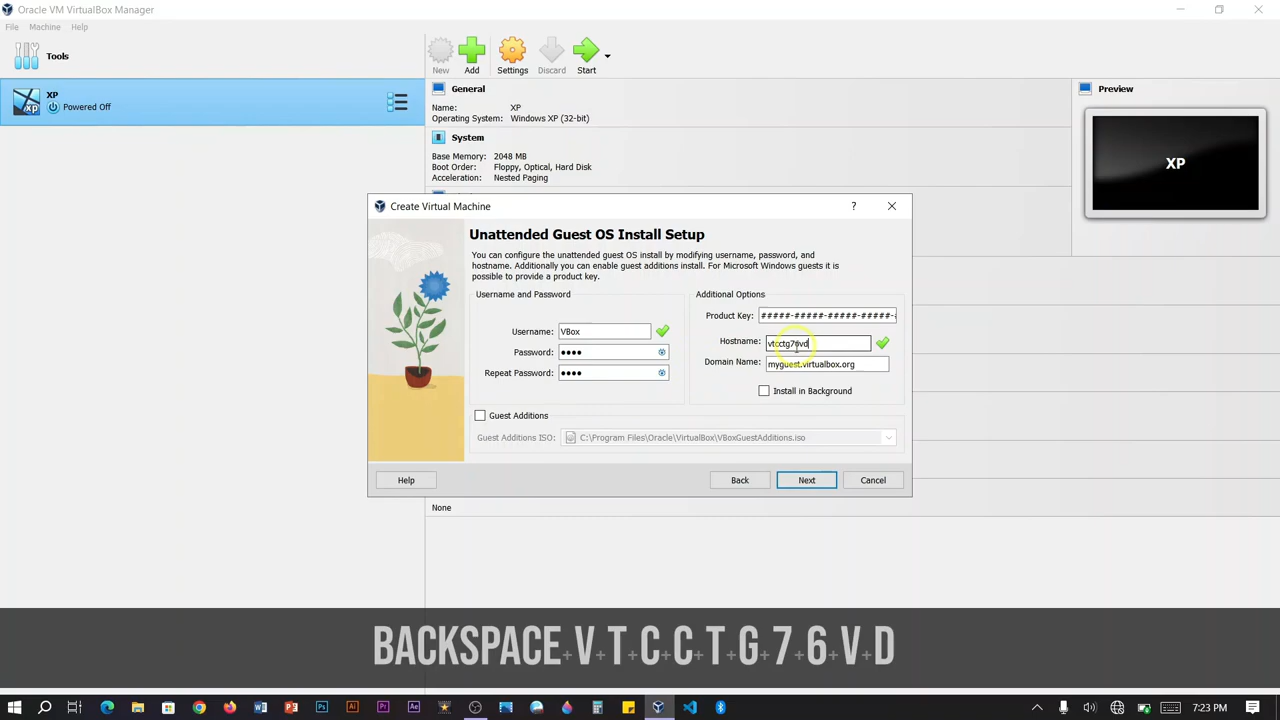 Oracle VM VirtualBox Manager
File Machine Help
Tools
New Add Settings Discard Start
XP
Powered Off
General
Name: XP
Operating System: Windows XP (32-bit)
System
Base Memory: 2048 MB
Boot Order: Floppy, Optical, Hard Disk
Acceleration: Nested Paging
Preview
XP
Create Virtual Machine
?
Unattended Guest OS Install Setup
You can configure the unattended guest OS install by modifying username, password, and
hostname. Additionally you can enable guest additions install. For Microsoft Windows guests it is
possible to provide a product key.
Username and Password
Username: VBox
Password: ●●●●
Repeat Password: ●●●●
Additional Options
Product Key: #####-#####-#####-#####-
Hostname: vtcctg76vd
Domain Name: myguest.virtualbox.org
Install in Background
Guest Additions
Guest Additions ISO: C:\Program Files\Oracle\VirtualBox\VBoxGuestAdditions.iso
Help Back Next Cancel
None
BACKSPACE+V+T+C+C+T+G+7+6+V+D
Ps Ai Pr Ae
7:23 PM